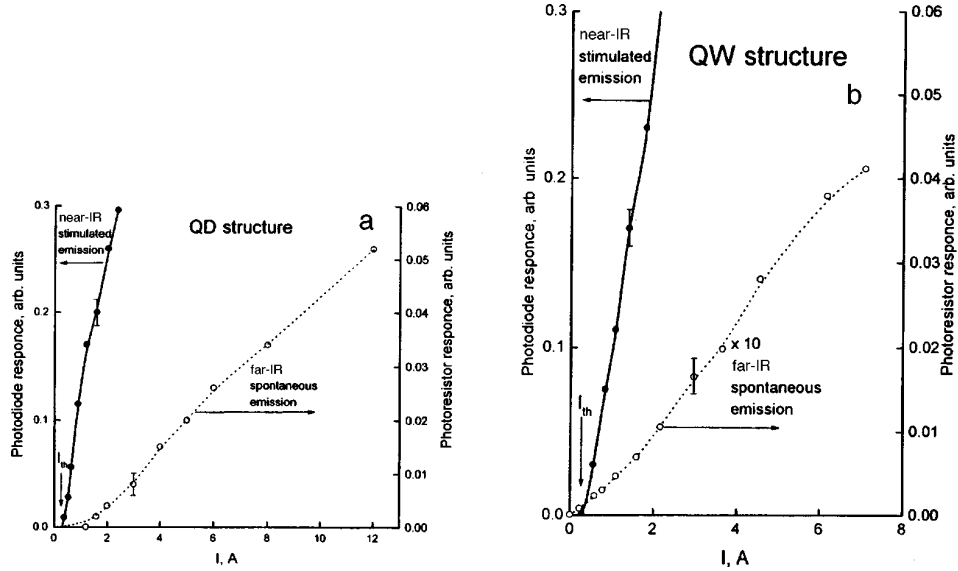 0.3
0.2
0.1
0.0
Photodiode responce, arb. units
near-IR
stimulated
emission
QD structure
a
0.06
0.05
0.04
0.03
0.02
0.01
0.00
Photoresistor responce, arb. units
far-IR
spontaneous
emission
Ith
0 2 4 6 8 10 12
I, A
0.3
0.2
0.1
0.0
Photodiode responce, arb units
near-IR
stimulated
emission
QW structure
b
0.06
0.05
0.04
0.03
0.02
0.01
0.00
Photoresistor responce, arb. units
x 10
far-IR
spontaneous
emission
Ith
0 2 4 6 8
I, A